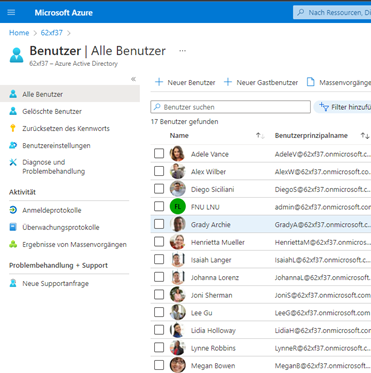 Microsoft Azure
Nach Ressourcen, D
Home > 62xf37 >
Benutzer | Alle Benutzer ...
62xf37 – Azure Active Directory
«
Alle Benutzer
Gelöschte Benutzer
Zurücksetzen des Kennworts
Benutzereinstellungen
Diagnose und
Problembehandlung
Aktivität
Anmeldeprotokolle
Überwachungsprotokolle
Ergebnisse von Massenvorgängen
Problembehandlung + Support
Neue Supportanfrage
+ Neuer Benutzer + Neuer Gastbenutzer Massenvorgänge
Benutzer suchen Filter hinzufü
17 Benutzer gefunden
Name ↑↓ Benutzerprinzipalname ↑↓
Adele Vance AdeleV@62xf37.onmicrosoft.c...
Alex Wilber AlexW@62xf37.onmicrosoft.co...
Diego Siciliani DiegoS@62xf37.onmicrosoft.c...
FL FNU LNU admin@62xf37.onmicrosoft.co...
Grady Archie GradyA@62xf37.onmicrosoft.c...
Henrietta Mueller HenriettaM@62xf37.onmicros...
Isaiah Langer IsaiahL@62xf37.onmicrosoft.c...
Johanna Lorenz JohannaL@62xf37.onmicrosof...
Joni Sherman JoniS@62xf37.onmicrosoft.com
Lee Gu LeeG@62xf37.onmicrosoft.com
Lidia Holloway LidiaH@62xf37.onmicrosoft.c...
Lynne Robbins LynneR@62xf37.onmicrosoft.c...
Megan Bowen MeganB@62xf37.onmicrosoft.c...